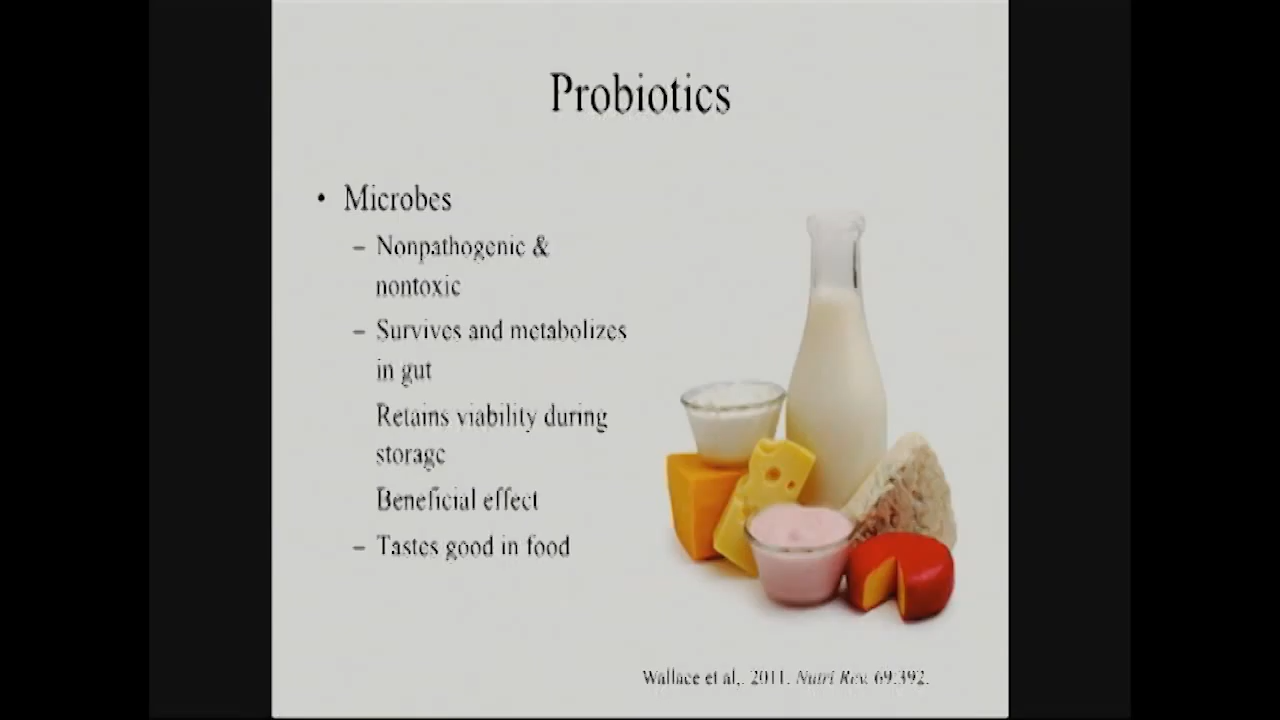 Probiotics
• Microbes
– Nonpathogenic &
nontoxic
– Survives and metabolizes
in gut
Retains viability during
storage
Beneficial effect
– Tastes good in food
Wallace et al,. 2011. Nutri Rev. 69:392.